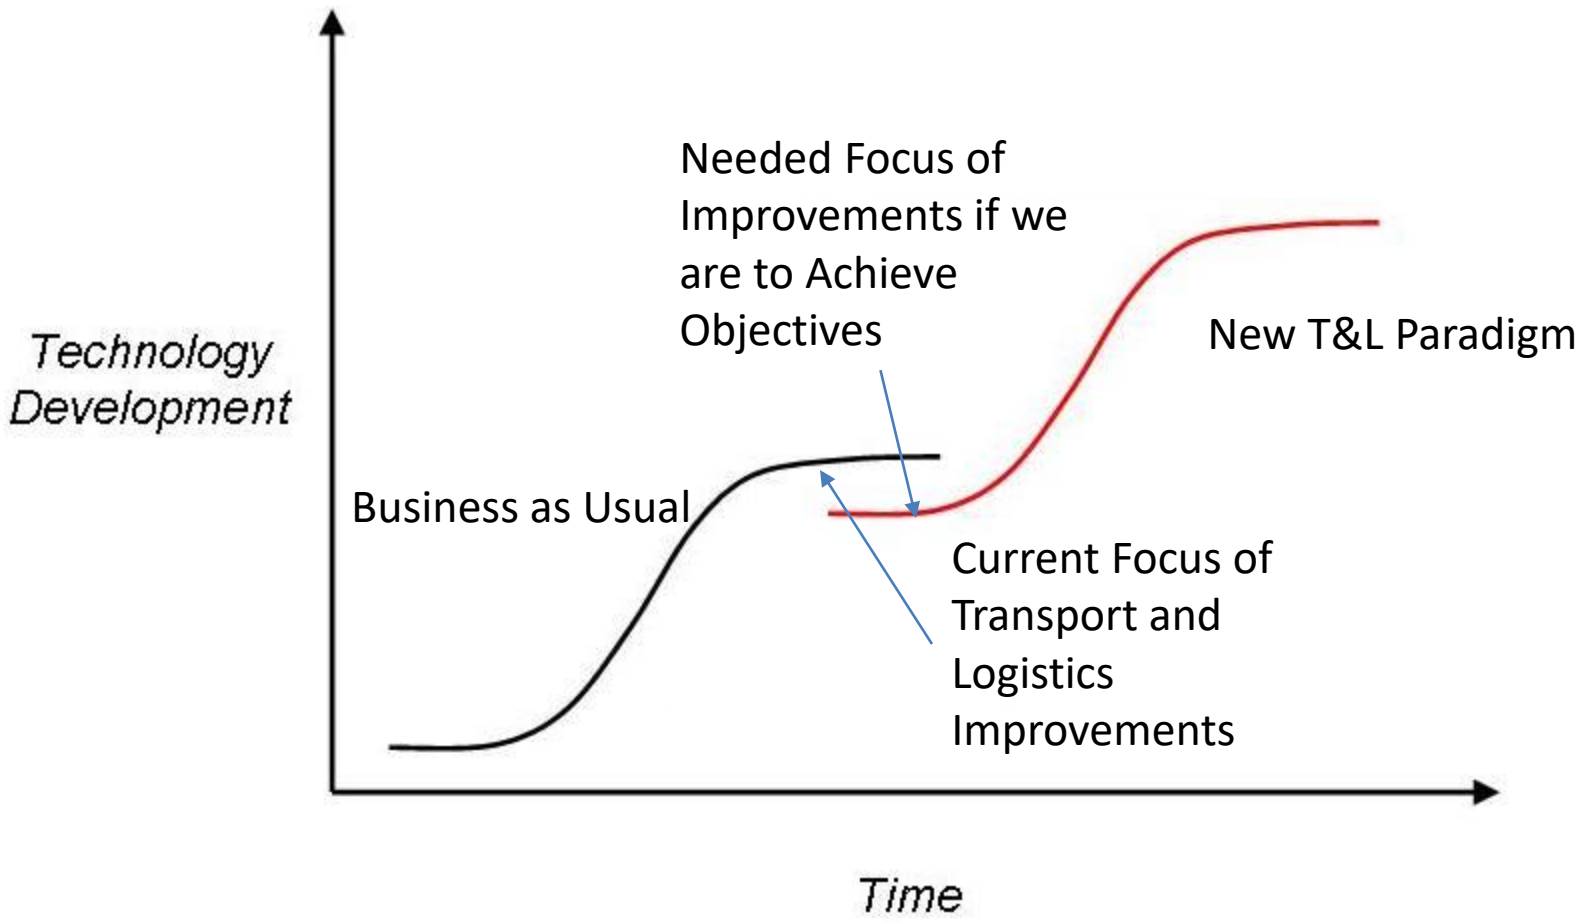 Needed Focus of
Improvements if we
are to Achieve
Objectives
New T&L Paradigm
Technology
Development
Business as Usual
Current Focus of
Transport and
Logistics
Improvements
Time